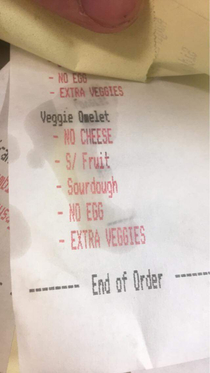 - NO EGG
- EXTRA VEGGIES
Veggie Omelet
- NO CHEESE
- S/ Fruit
- Sourdough
- NO EGG
- EXTRA VEGGIES
------- End of Order -------